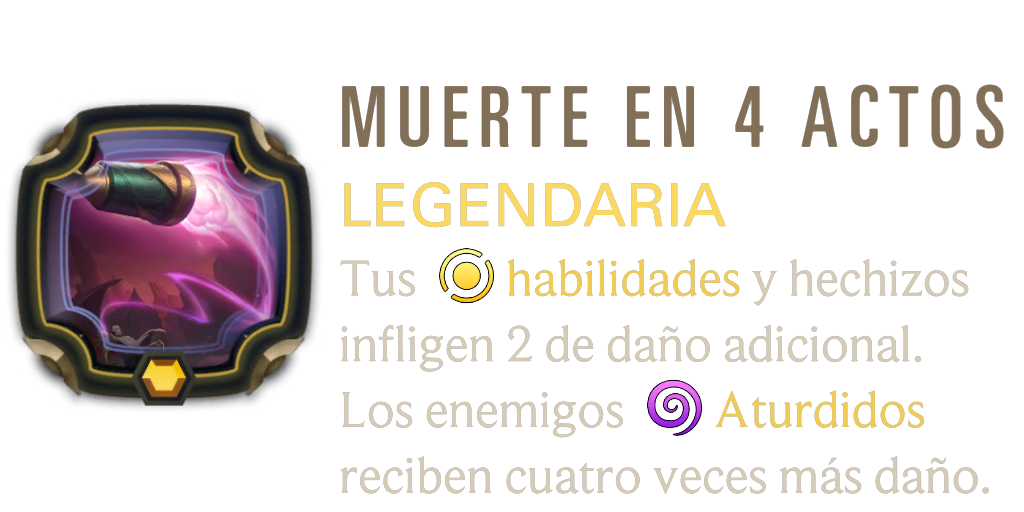 MUERTE EN 4 ACTOS
LEGENDARIA
Tus habilidades y hechizos
infligen 2 de daño adicional.
Los enemigos Aturdidos
reciben cuatro veces más daño.